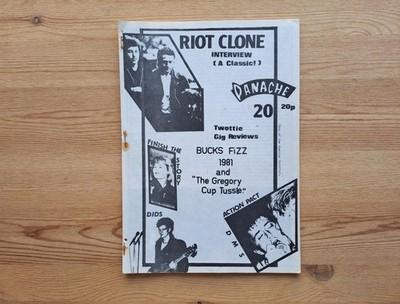 RIOT CLONE
INTERVIEW
(A Classic!)
PANACHE
20
20p
Twottie
Gig Reviews
FINISH THE
STORY
BUCKS FiZZ
1981
and
"The Gregory
Cup Tussle"
ACTION PACT
DIDS
D M S